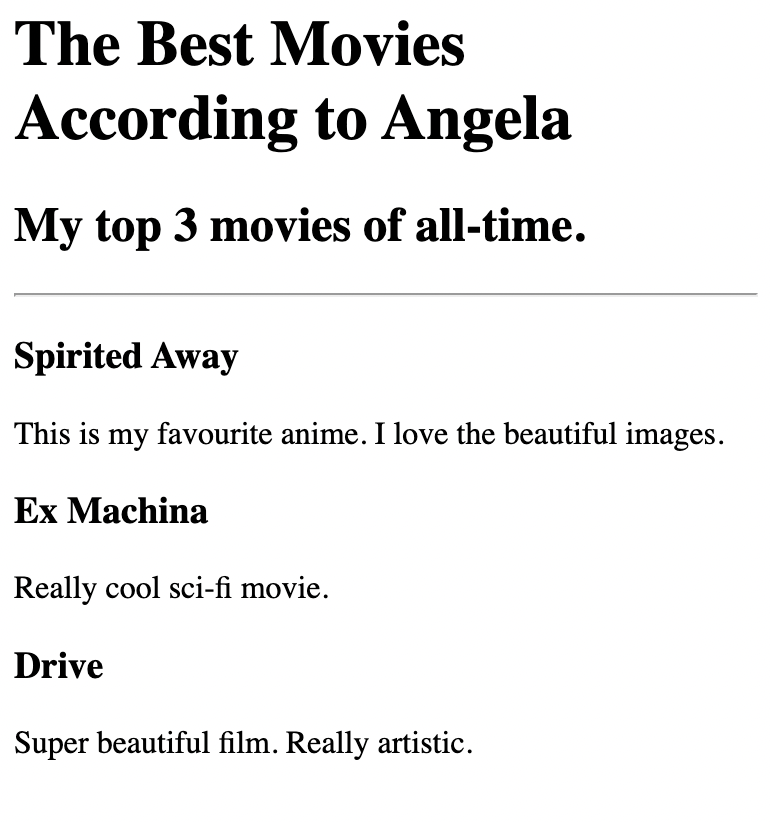 The Best Movies
According to Angela
My top 3 movies of all-time.
Spirited Away
This is my favourite anime. I love the beautiful images.
Ex Machina
Really cool sci-fi movie.
Drive
Super beautiful film. Really artistic.